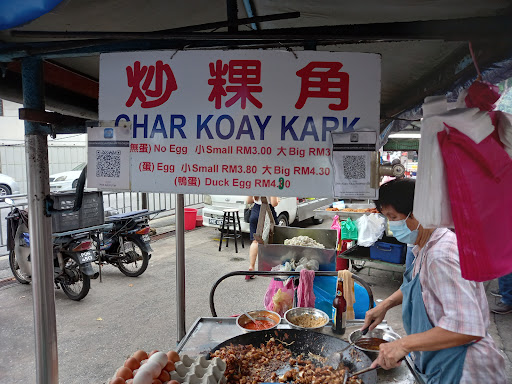 炒粿角
CHAR KOAY KARK
無蛋) No Egg 小Small RM3.00 大Big RM3
(蛋) Egg 小Small RM3.80 大Big RM4.30
(鴨蛋) Duck Egg RM4.30